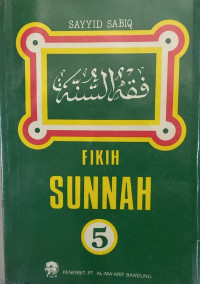 SAYYID SABIQ
فقه السنة
FIKIH
SUNNAH
5
PENERBIT PT. AL-MA'ARIF BANDUNG